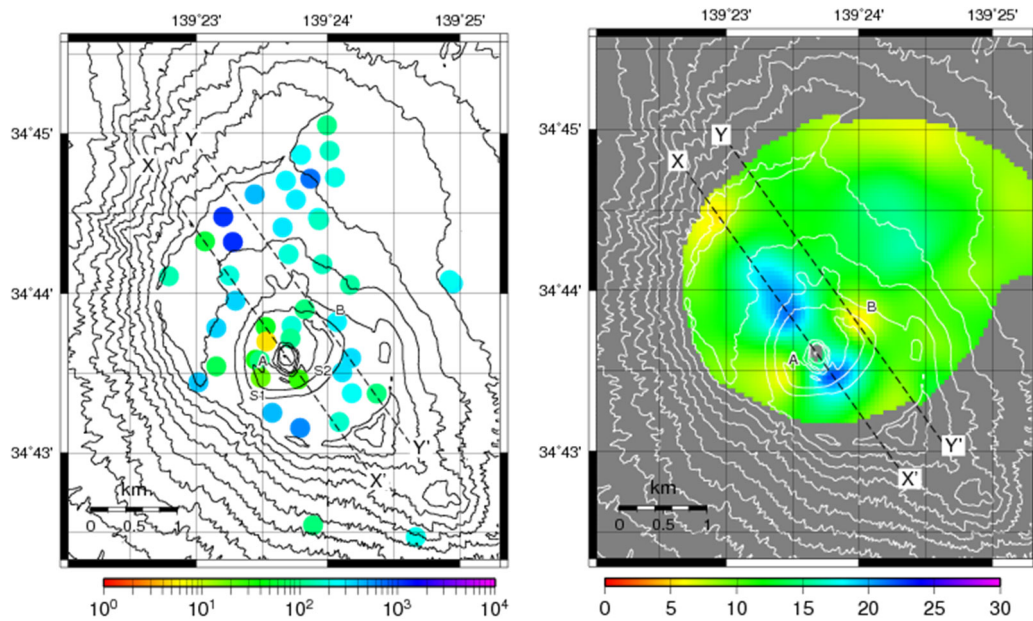 139˚23' 139˚24'
34˚45'
34˚44'
34˚43'
X
Y
B
A
S2
S1
Y'
X'
km
0 0.5 1
10⁰ 10¹ 10² 10³ 10⁴
139˚23' 139˚24' 139˚25'
34˚45'
34˚44'
34˚43'
Y
X
B
A
Y'
X'
km
0 0.5 1
0 5 10 15 20 25 30